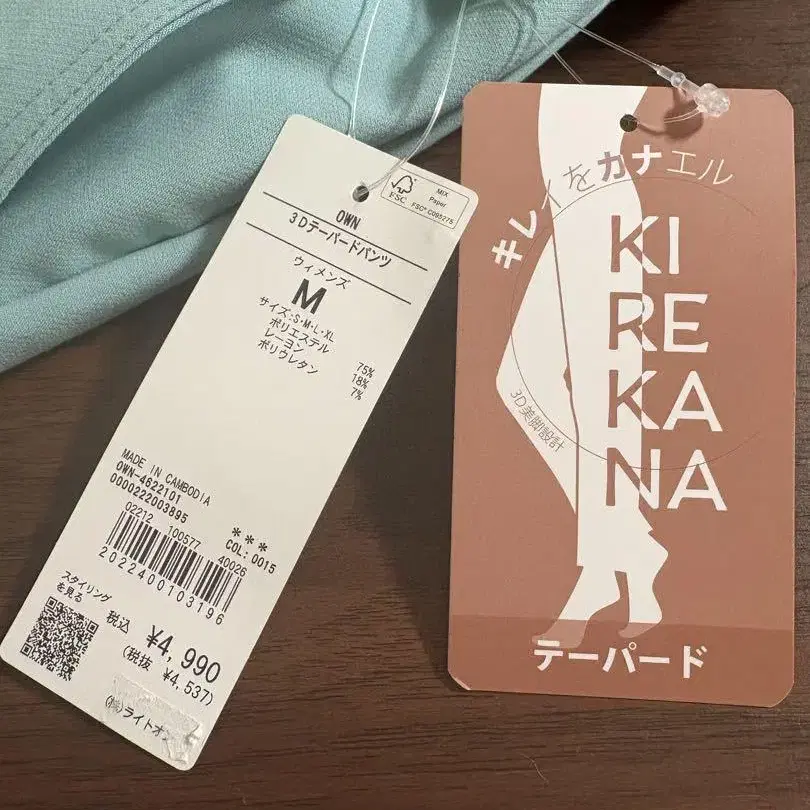 FSC
MIX
Paper
FSC® C095775
OWN
3Dテーパードパンツ
ウィメンズ
M
サイズ:S・M・L・XL
ポリエステル 75%
レーヨン 18%
ポリウレタン 7%
MADE IN CAMBODIA
OWN-4622101
0000222003895
***
COL:0015
02212 100577 40026
2022400103196
スタイリング
を見る
税込 ¥4,990
(税抜 ¥4,537)
(株)ライトオ
キレイをカナエル
KI
RE
KA
NA
3D美脚設計
テーパード